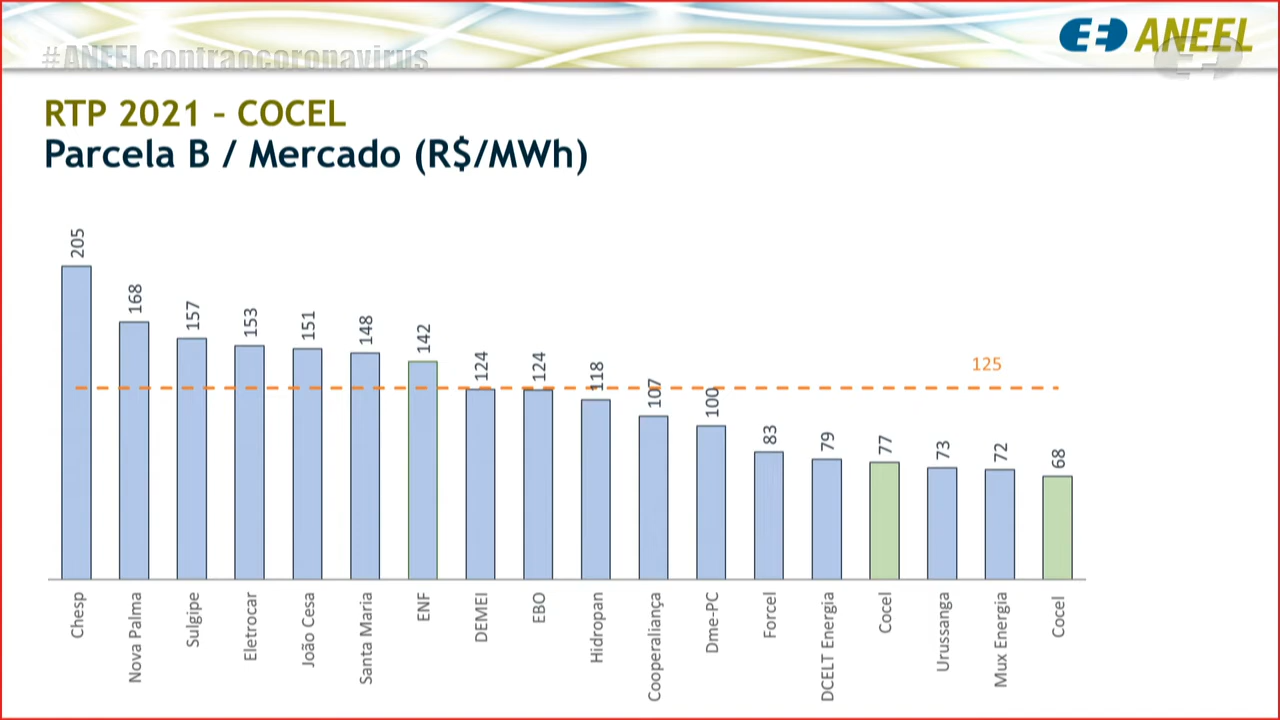 #ANEELcontraocoronavirus
ANEEL
RTP 2021 – COCEL
Parcela B / Mercado (R$/MWh)
205
168
157
153
151
148
142
124
124
118
107
100
83
79
77
73
72
68
125
Chesp
Nova Palma
Sulgipe
Eletrocar
João Cesa
Santa Maria
ENF
DEMEI
EBO
Hidropan
Cooperaliança
Dme-PC
Forcel
DCELT Energia
Cocel
Urussanga
Mux Energia
Cocel